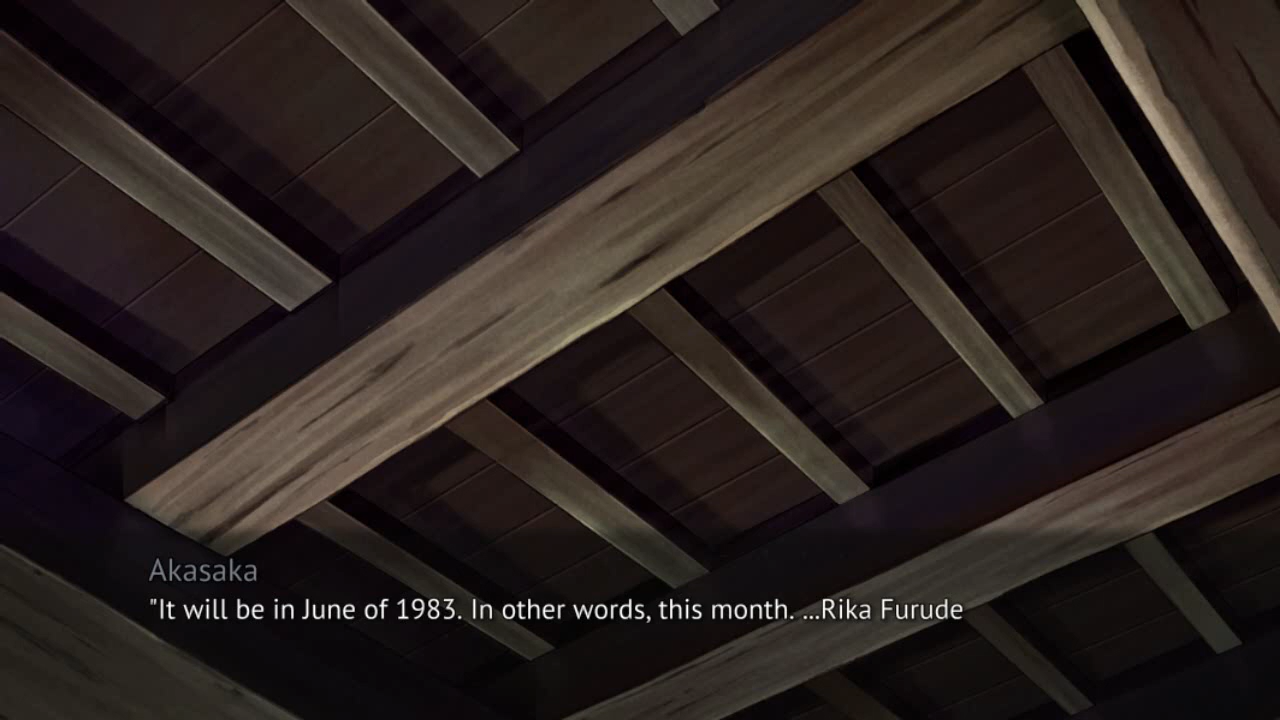 Akasaka
"It will be in June of 1983. In other words, this month. ...Rika Furude